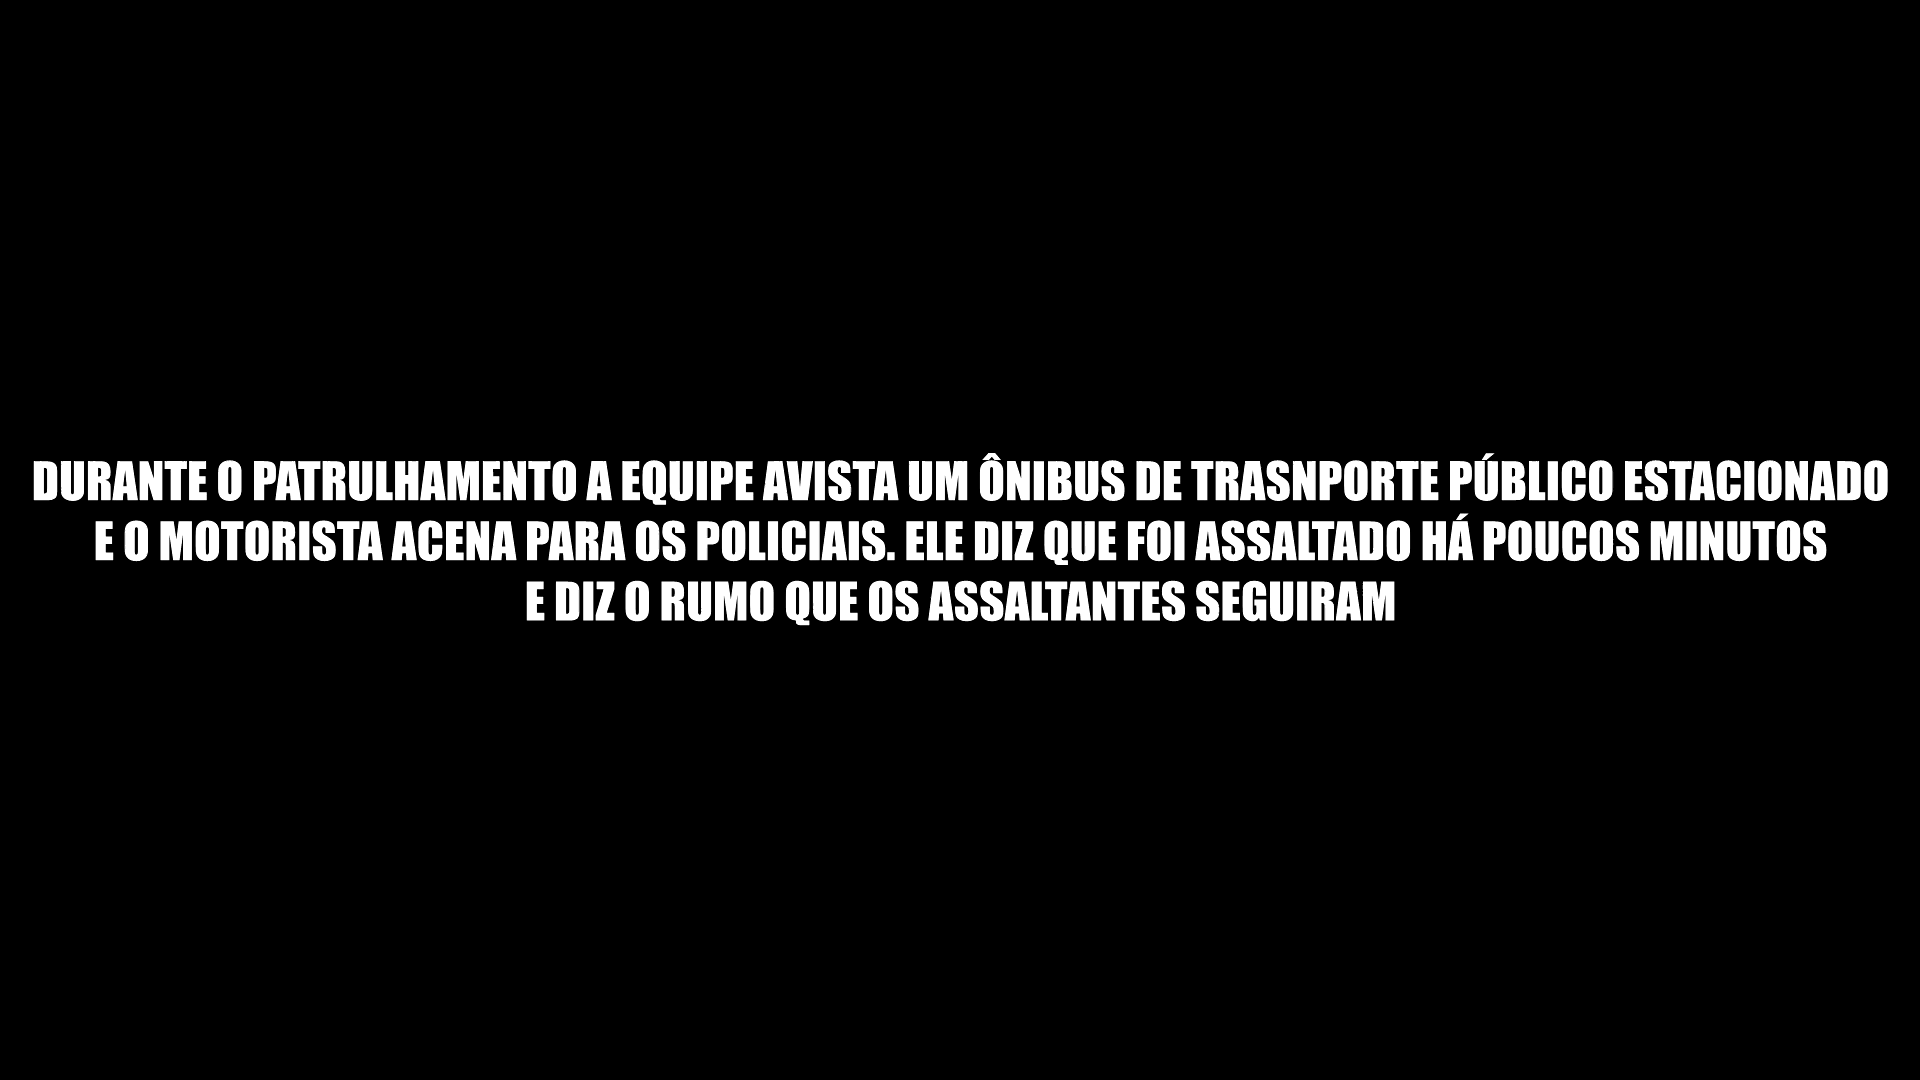 DURANTE O PATRULHAMENTO A EQUIPE AVISTA UM ÔNIBUS DE TRASNPORTE PÚBLICO ESTACIONADO
E O MOTORISTA ACENA PARA OS POLICIAIS. ELE DIZ QUE FOI ASSALTADO HÁ POUCOS MINUTOS
E DIZ O RUMO QUE OS ASSALTANTES SEGUIRAM